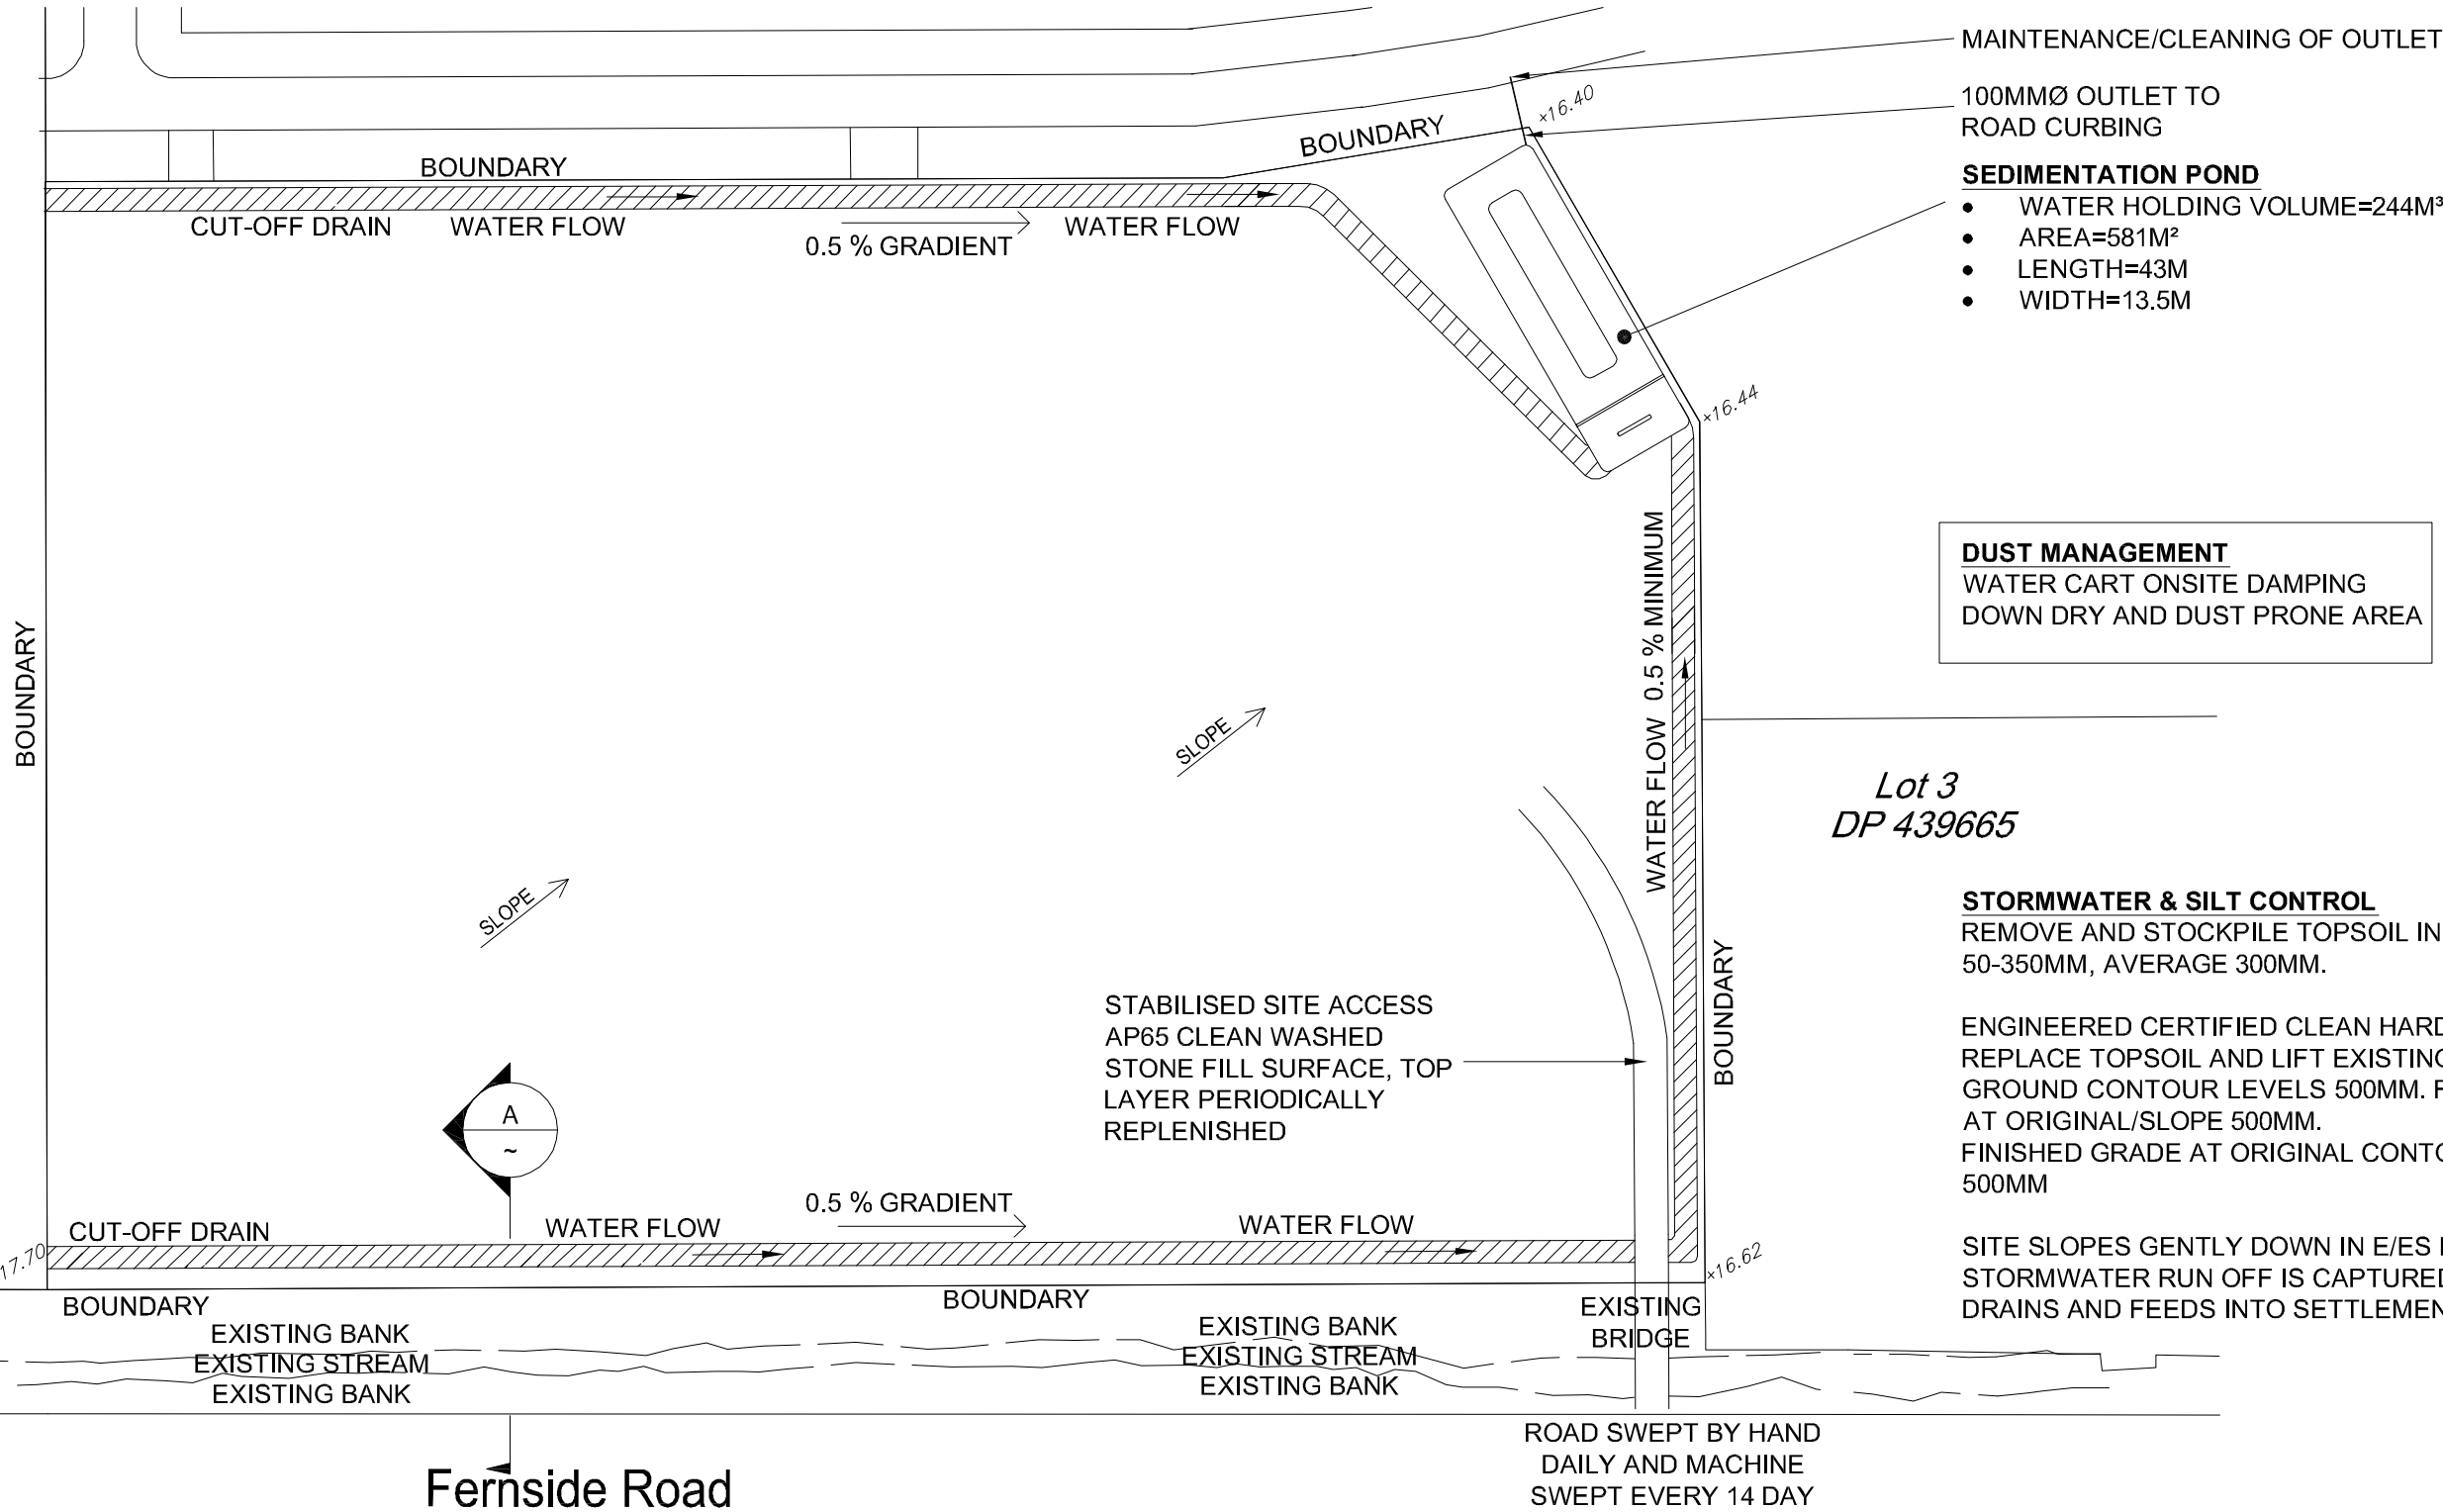 MAINTENANCE/CLEANING OF OUTLET
100MMØ OUTLET TO
ROAD CURBING
SEDIMENTATION POND
• WATER HOLDING VOLUME=244M³
• AREA=581M²
• LENGTH=43M
• WIDTH=13.5M
×16.40
BOUNDARY
BOUNDARY
CUT-OFF DRAIN
WATER FLOW
0.5 % GRADIENT
WATER FLOW
×16.44
DUST MANAGEMENT
WATER CART ONSITE DAMPING
DOWN DRY AND DUST PRONE AREA
BOUNDARY
WATER FLOW 0.5 % MINIMUM
SLOPE
SLOPE
Lot 3
DP 439665
BOUNDARY
STORMWATER & SILT CONTROL
REMOVE AND STOCKPILE TOPSOIL IN
50-350MM, AVERAGE 300MM.
ENGINEERED CERTIFIED CLEAN HARD
REPLACE TOPSOIL AND LIFT EXISTING
GROUND CONTOUR LEVELS 500MM. F
AT ORIGINAL/SLOPE 500MM.
FINISHED GRADE AT ORIGINAL CONTO
500MM
SITE SLOPES GENTLY DOWN IN E/ES
STORMWATER RUN OFF IS CAPTURED
DRAINS AND FEEDS INTO SETTLEMEN
STABILISED SITE ACCESS
AP65 CLEAN WASHED
STONE FILL SURFACE, TOP
LAYER PERIODICALLY
REPLENISHED
A
~
CUT-OFF DRAIN
WATER FLOW
0.5 % GRADIENT
WATER FLOW
17.70
×16.62
BOUNDARY
BOUNDARY
EXISTING BANK
EXISTING STREAM
EXISTING BANK
EXISTING BANK
EXISTING STREAM
EXISTING BANK
EXISTING
BRIDGE
ROAD SWEPT BY HAND
DAILY AND MACHINE
SWEPT EVERY 14 DAY
Fernside Road